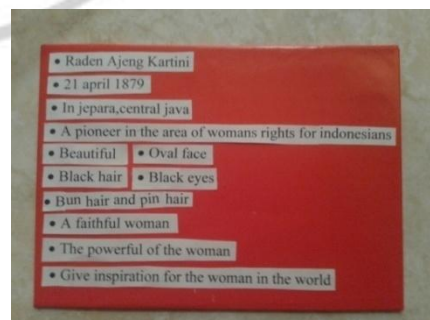 • Raden Ajeng Kartini
• 21 april 1879
• In jepara,central java
• A pioneer in the area of womans rights for indonesians
• Beautiful • Oval face
• Black hair • Black eyes
• Bun hair and pin hair
• A faithful woman
• The powerful of the woman
• Give inspiration for the woman in the world